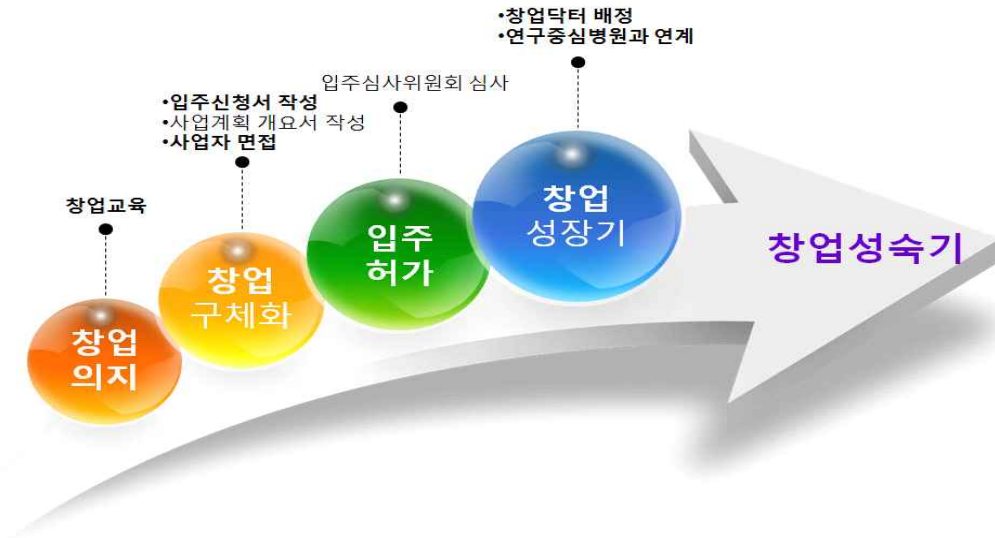 창업교육
창업
의지
•입주신청서 작성
•사업계획 개요서 작성
•사업자 면접
창업
구체화
입주심사위원회 심사
입주
허가
•창업닥터 배정
•연구중심병원과 연계
창업
성장기
창업성숙기